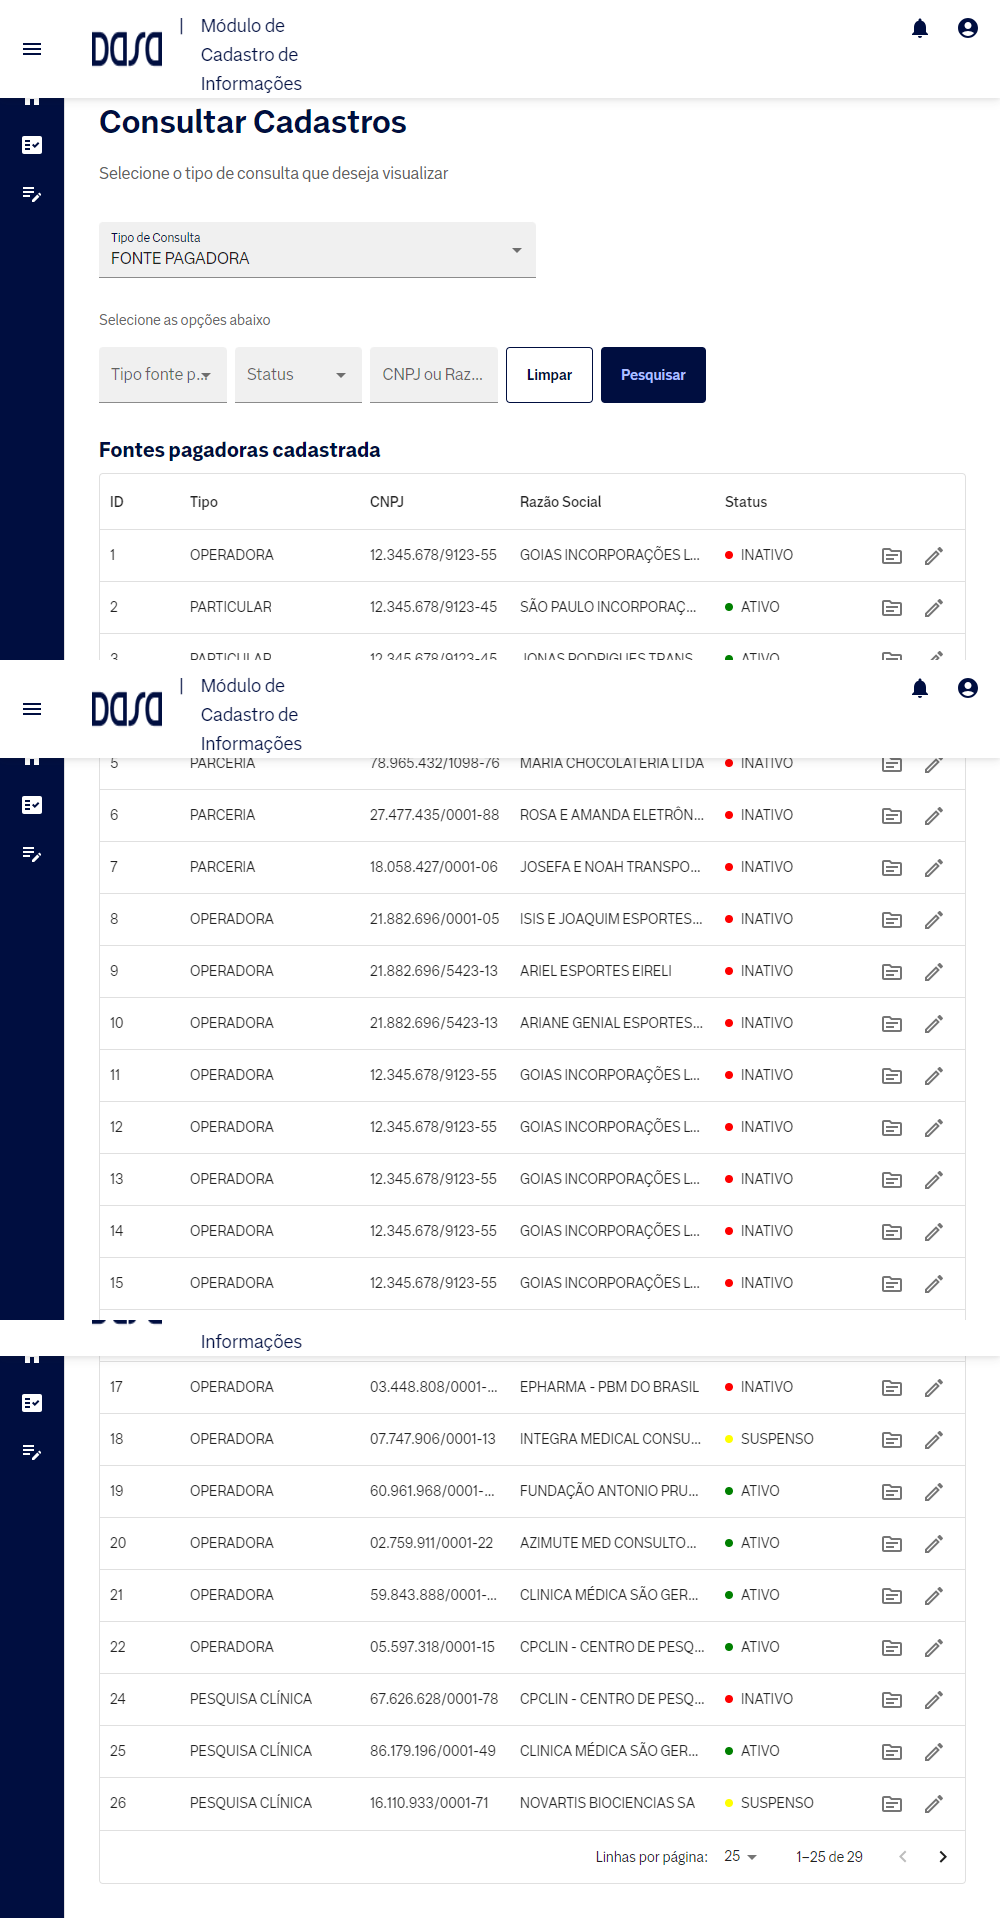 Dasa | Módulo de
Cadastro de
Informações
Consultar Cadastros
Selecione o tipo de consulta que deseja visualizar
Tipo de Consulta
FONTE PAGADORA
Selecione as opções abaixo
Tipo fonte p... Status CNPJ ou Raz... Limpar Pesquisar
Fontes pagadoras cadastrada
ID Tipo CNPJ Razão Social Status
1 OPERADORA 12.345.678/9123-55 GOIAS INCORPORAÇÕES L... INATIVO
2 PARTICULAR 12.345.678/9123-45 SÃO PAULO INCORPORAÇ... ATIVO
3 PARTICULAR 12.345.678/9123-45 JONAS RODRIGUES TRANS... ATIVO
Dasa | Módulo de
Cadastro de
Informações
5 PARCERIA 78.965.432/1098-76 MARIA CHOCOLATERIA LTDA INATIVO
6 PARCERIA 27.477.435/0001-88 ROSA E AMANDA ELETRÔN... INATIVO
7 PARCERIA 18.058.427/0001-06 JOSEFA E NOAH TRANSPO... INATIVO
8 OPERADORA 21.882.696/0001-05 ISIS E JOAQUIM ESPORTES... INATIVO
9 OPERADORA 21.882.696/5423-13 ARIEL ESPORTES EIRELI INATIVO
10 OPERADORA 21.882.696/5423-13 ARIANE GENIAL ESPORTES... INATIVO
11 OPERADORA 12.345.678/9123-55 GOIAS INCORPORAÇÕES L... INATIVO
12 OPERADORA 12.345.678/9123-55 GOIAS INCORPORAÇÕES L... INATIVO
13 OPERADORA 12.345.678/9123-55 GOIAS INCORPORAÇÕES L... INATIVO
14 OPERADORA 12.345.678/9123-55 GOIAS INCORPORAÇÕES L... INATIVO
15 OPERADORA 12.345.678/9123-55 GOIAS INCORPORAÇÕES L... INATIVO
Informações
17 OPERADORA 03.448.808/0001-... EPHARMA - PBM DO BRASIL INATIVO
18 OPERADORA 07.747.906/0001-13 INTEGRA MEDICAL CONSU... SUSPENSO
19 OPERADORA 60.961.968/0001-... FUNDAÇÃO ANTONIO PRU... ATIVO
20 OPERADORA 02.759.911/0001-22 AZIMUTE MED CONSULTO... ATIVO
21 OPERADORA 59.843.888/0001-... CLINICA MÉDICA SÃO GER... ATIVO
22 OPERADORA 05.597.318/0001-15 CPCLIN - CENTRO DE PESQ... ATIVO
24 PESQUISA CLÍNICA 67.626.628/0001-78 CPCLIN - CENTRO DE PESQ... INATIVO
25 PESQUISA CLÍNICA 86.179.196/0001-49 CLINICA MÉDICA SÃO GER... ATIVO
26 PESQUISA CLÍNICA 16.110.933/0001-71 NOVARTIS BIOCIENCIAS SA SUSPENSO
Linhas por página: 25 1–25 de 29